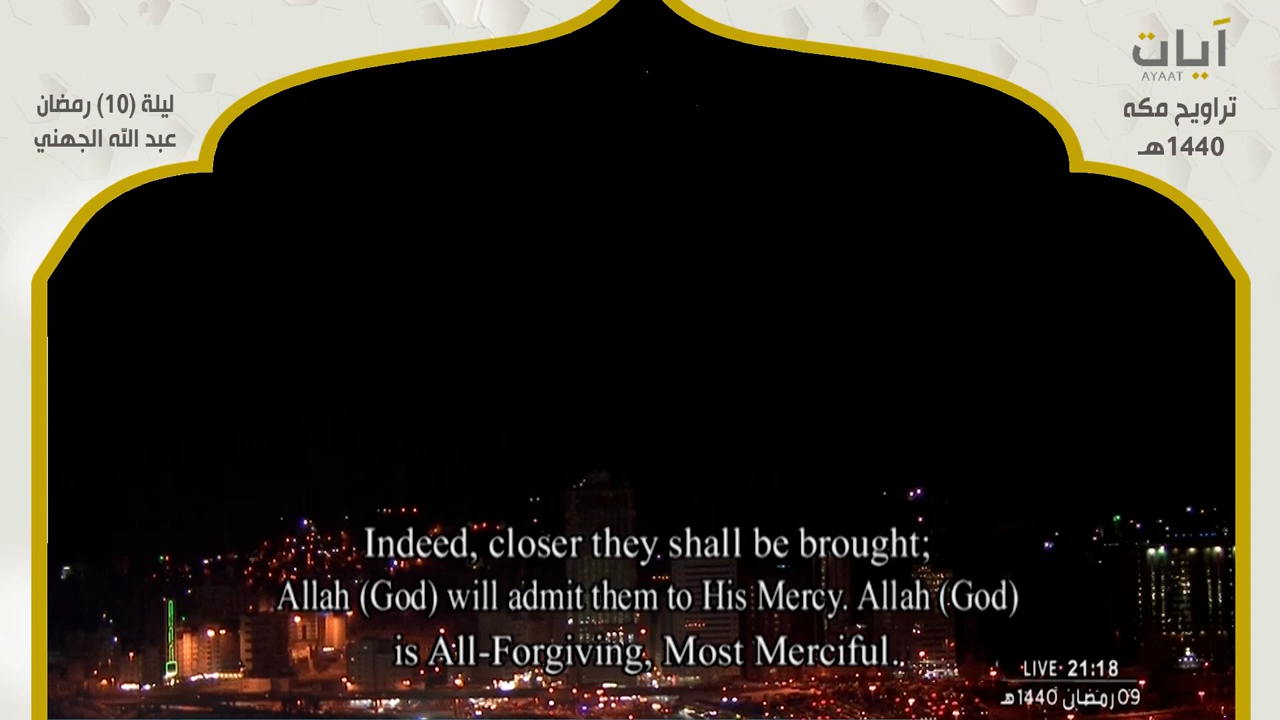 آيات
AYAAT
تراويح مكه
1440هـ
ليلة (10) رمضان
عبد الله الجهني
Indeed, closer they shall be brought;
Allah (God) will admit them to His Mercy. Allah (God)
is All-Forgiving, Most Merciful.
LIVE 21:18
09 رمضان 1440هـ